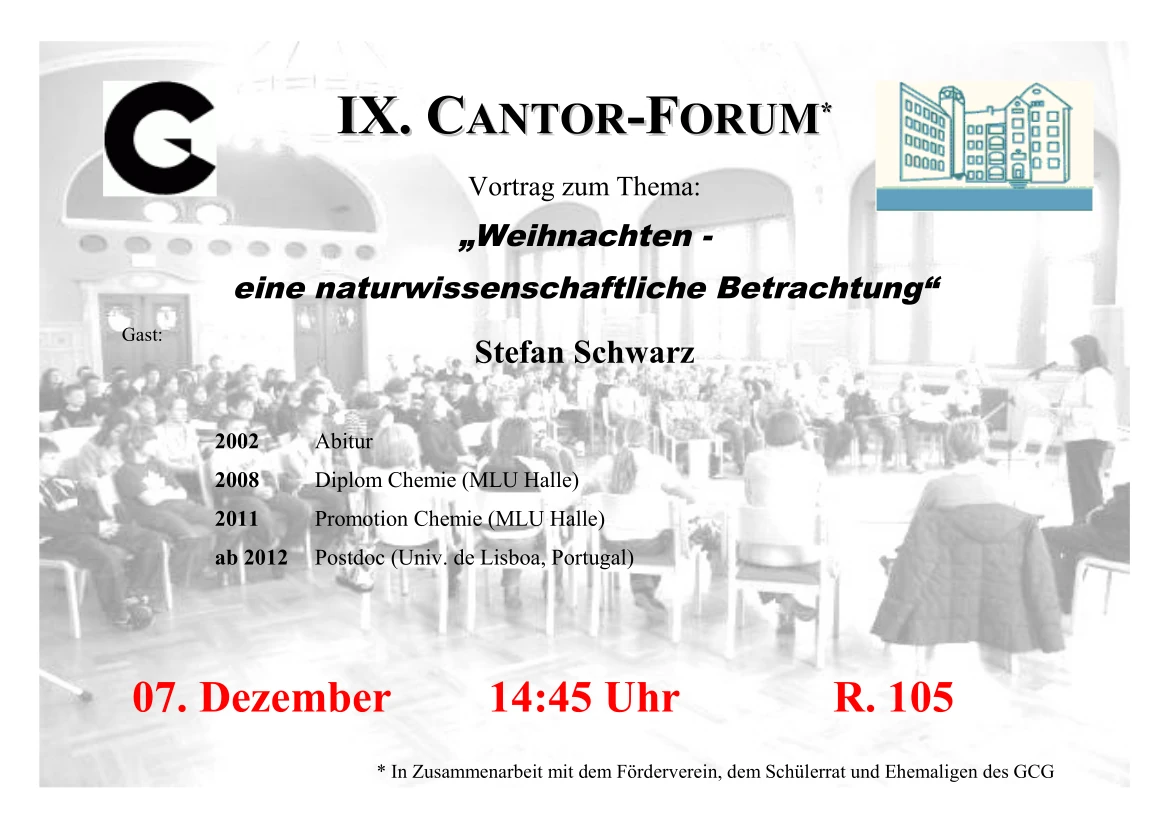 IX. CANTOR-FORUM*
Vortrag zum Thema:
„Weihnachten -
eine naturwissenschaftliche Betrachtung“
Gast:
Stefan Schwarz
2002 Abitur
2008 Diplom Chemie (MLU Halle)
2011 Promotion Chemie (MLU Halle)
ab 2012 Postdoc (Univ. de Lisboa, Portugal)
07. Dezember 14:45 Uhr R. 105
* In Zusammenarbeit mit dem Förderverein, dem Schülerrat und Ehemaligen des GCG